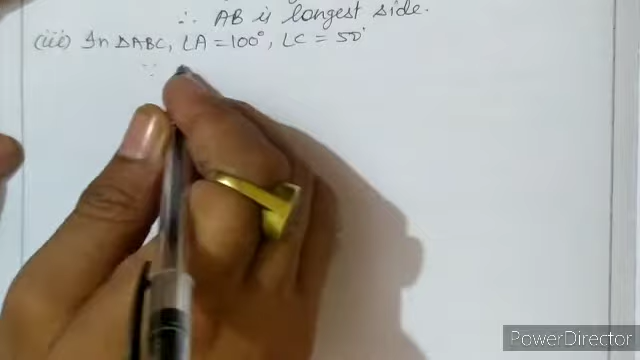 ∴ AB is longest side.
(iii) In ΔABC, ∠A = 100°, ∠C = 50°
∵
PowerDirector